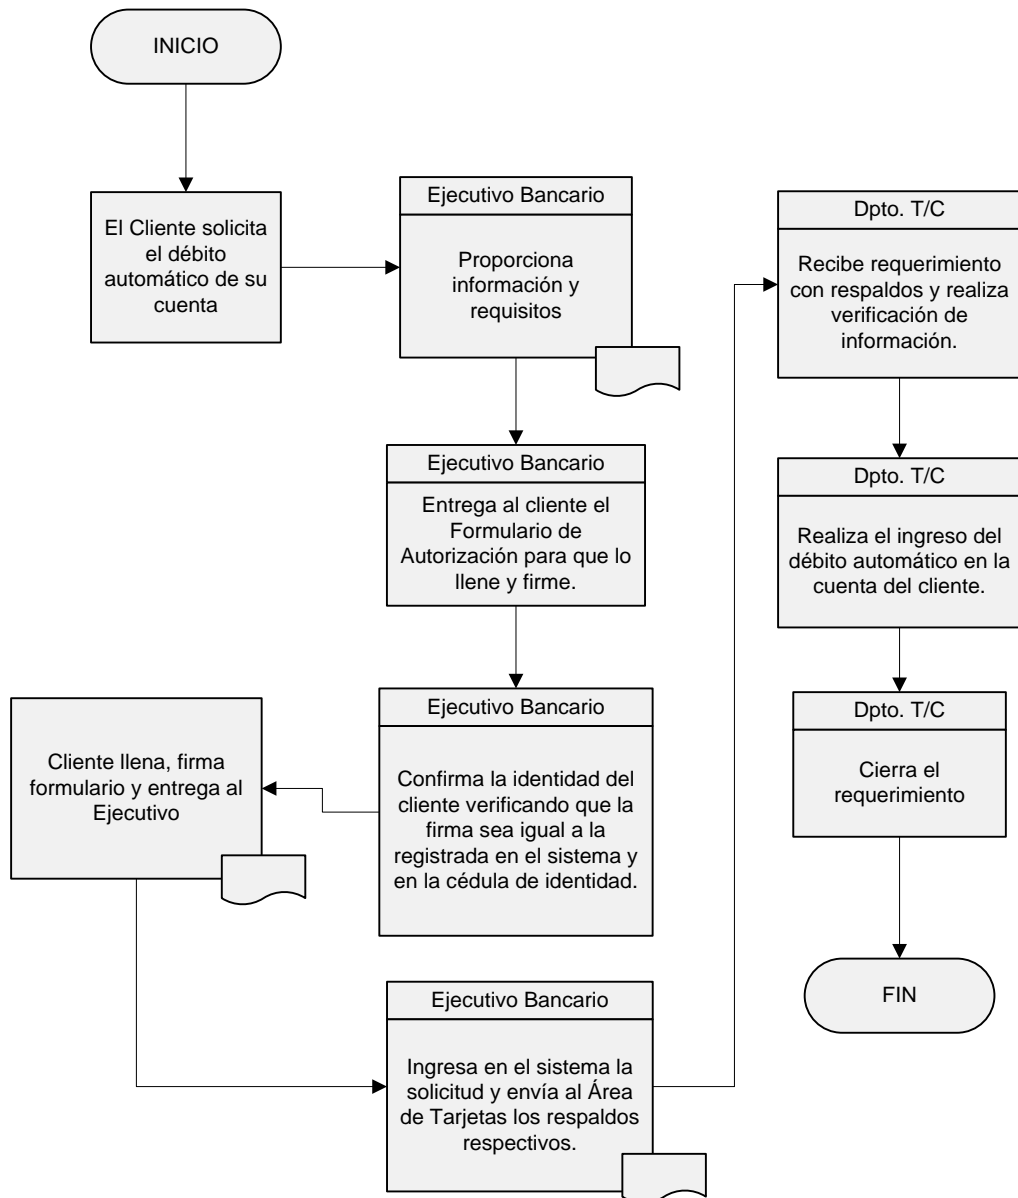 INICIO
El Cliente solicita
el débito
automático de su
cuenta
Ejecutivo Bancario
Proporciona
información y
requisitos
Ejecutivo Bancario
Entrega al cliente el
Formulario de
Autorización para que lo
llene y firme.
Ejecutivo Bancario
Confirma la identidad del
cliente verificando que la
firma sea igual a la
registrada en el sistema y
en la cédula de identidad.
Cliente llena, firma
formulario y entrega al
Ejecutivo
Ejecutivo Bancario
Ingresa en el sistema la
solicitud y envía al Área
de Tarjetas los respaldos
respectivos.
Dpto. T/C
Recibe requerimiento
con respaldos y realiza
verificación de
información.
Dpto. T/C
Realiza el ingreso del
débito automático en la
cuenta del cliente.
Dpto. T/C
Cierra el
requerimiento
FIN